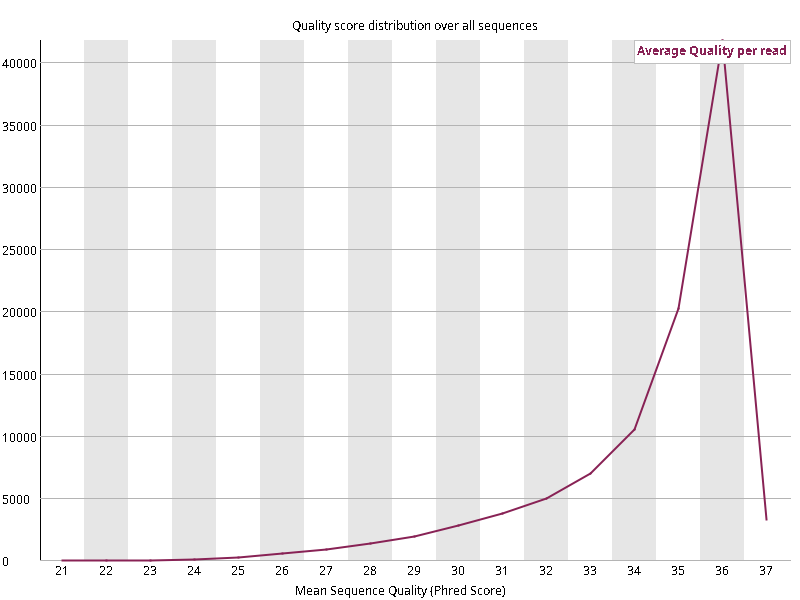 Quality score distribution over all sequences
Average Quality per read
40000
35000
30000
25000
20000
15000
10000
5000
0
21 22 23 24 25 26 27 28 29 30 31 32 33 34 35 36 37
Mean Sequence Quality (Phred Score)